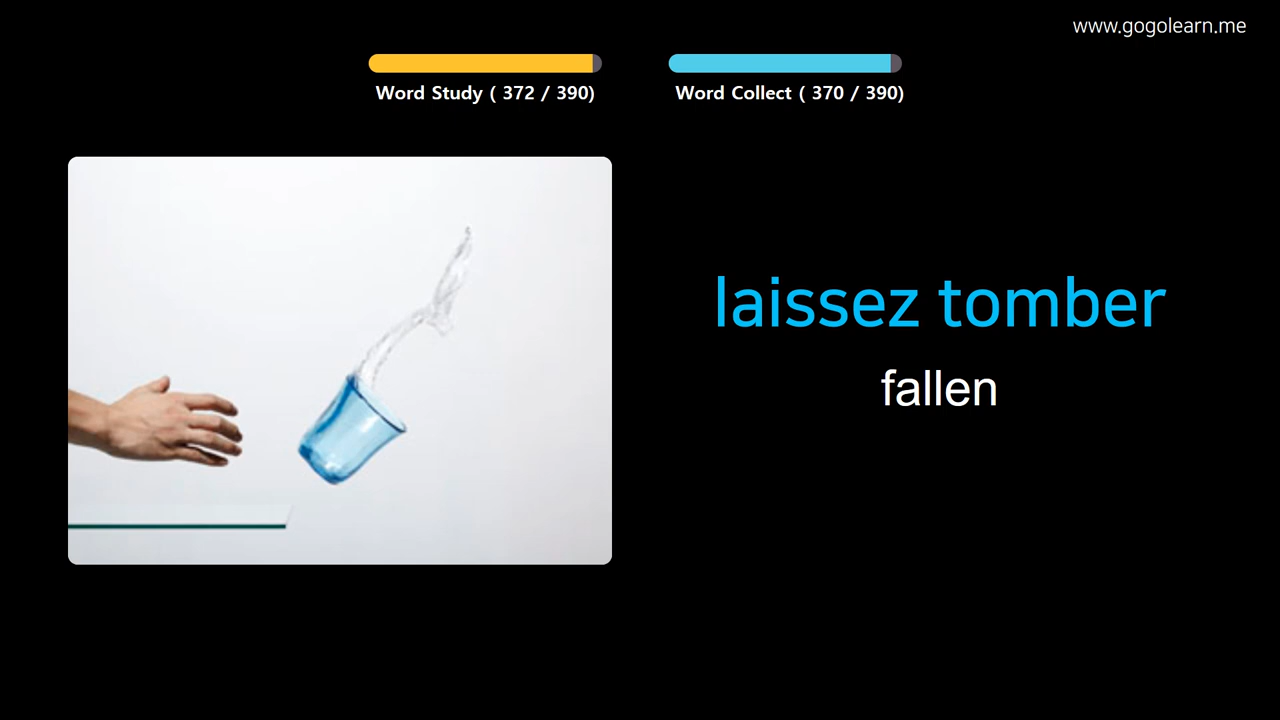 www.gogolearn.me
Word Study ( 372 / 390)
Word Collect ( 370 / 390)
laissez tomber
fallen